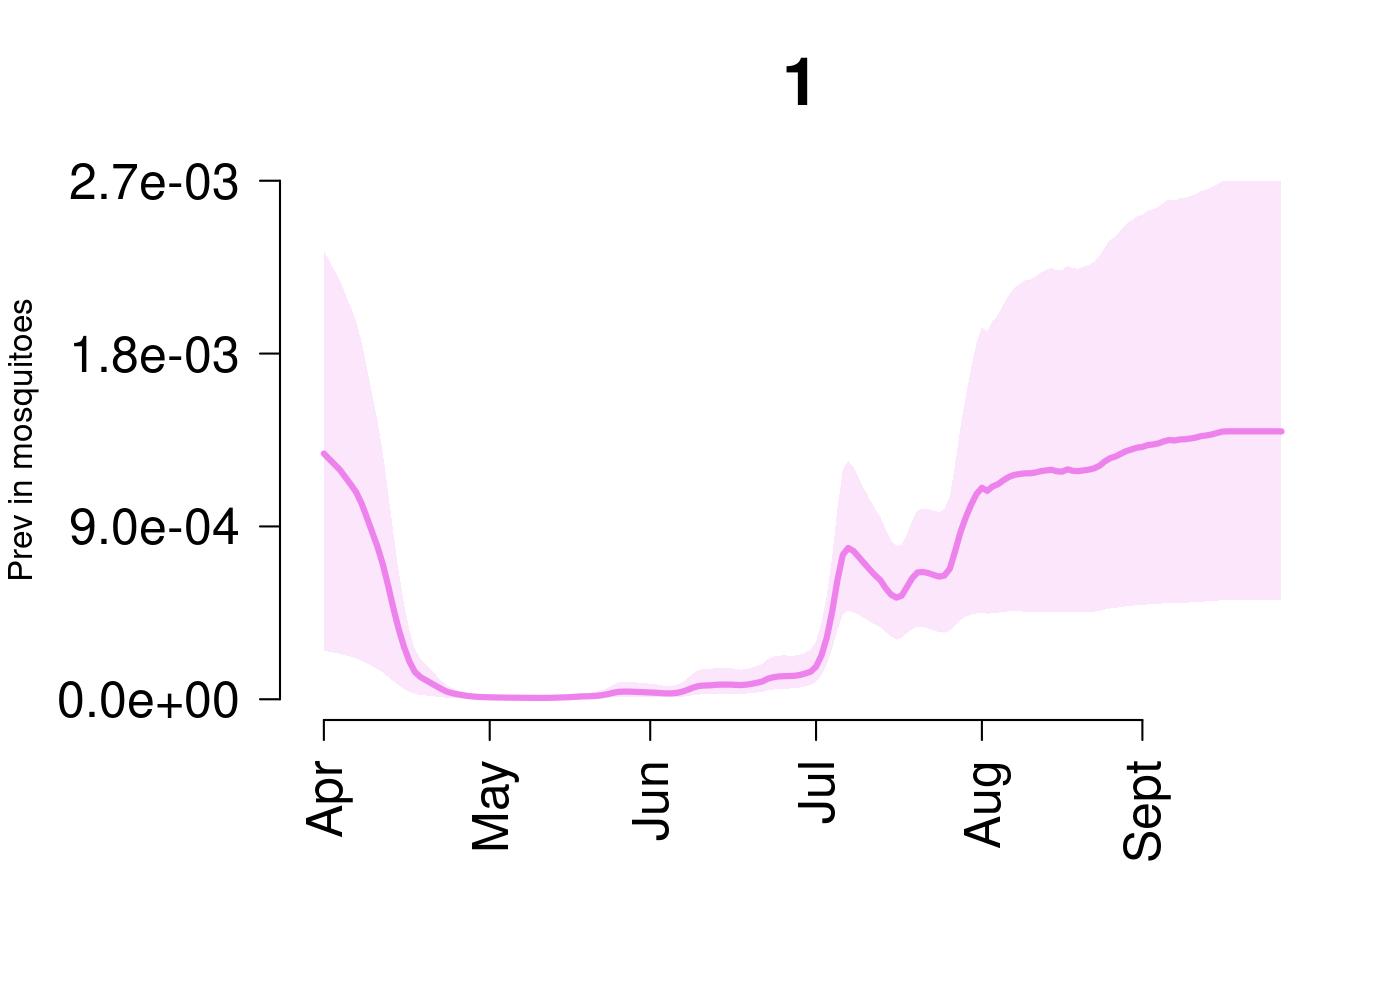 1
2.7e-03
1.8e-03
9.0e-04
0.0e+00
Prev in mosquitoes
Apr
May
Jun
Jul
Aug
Sept